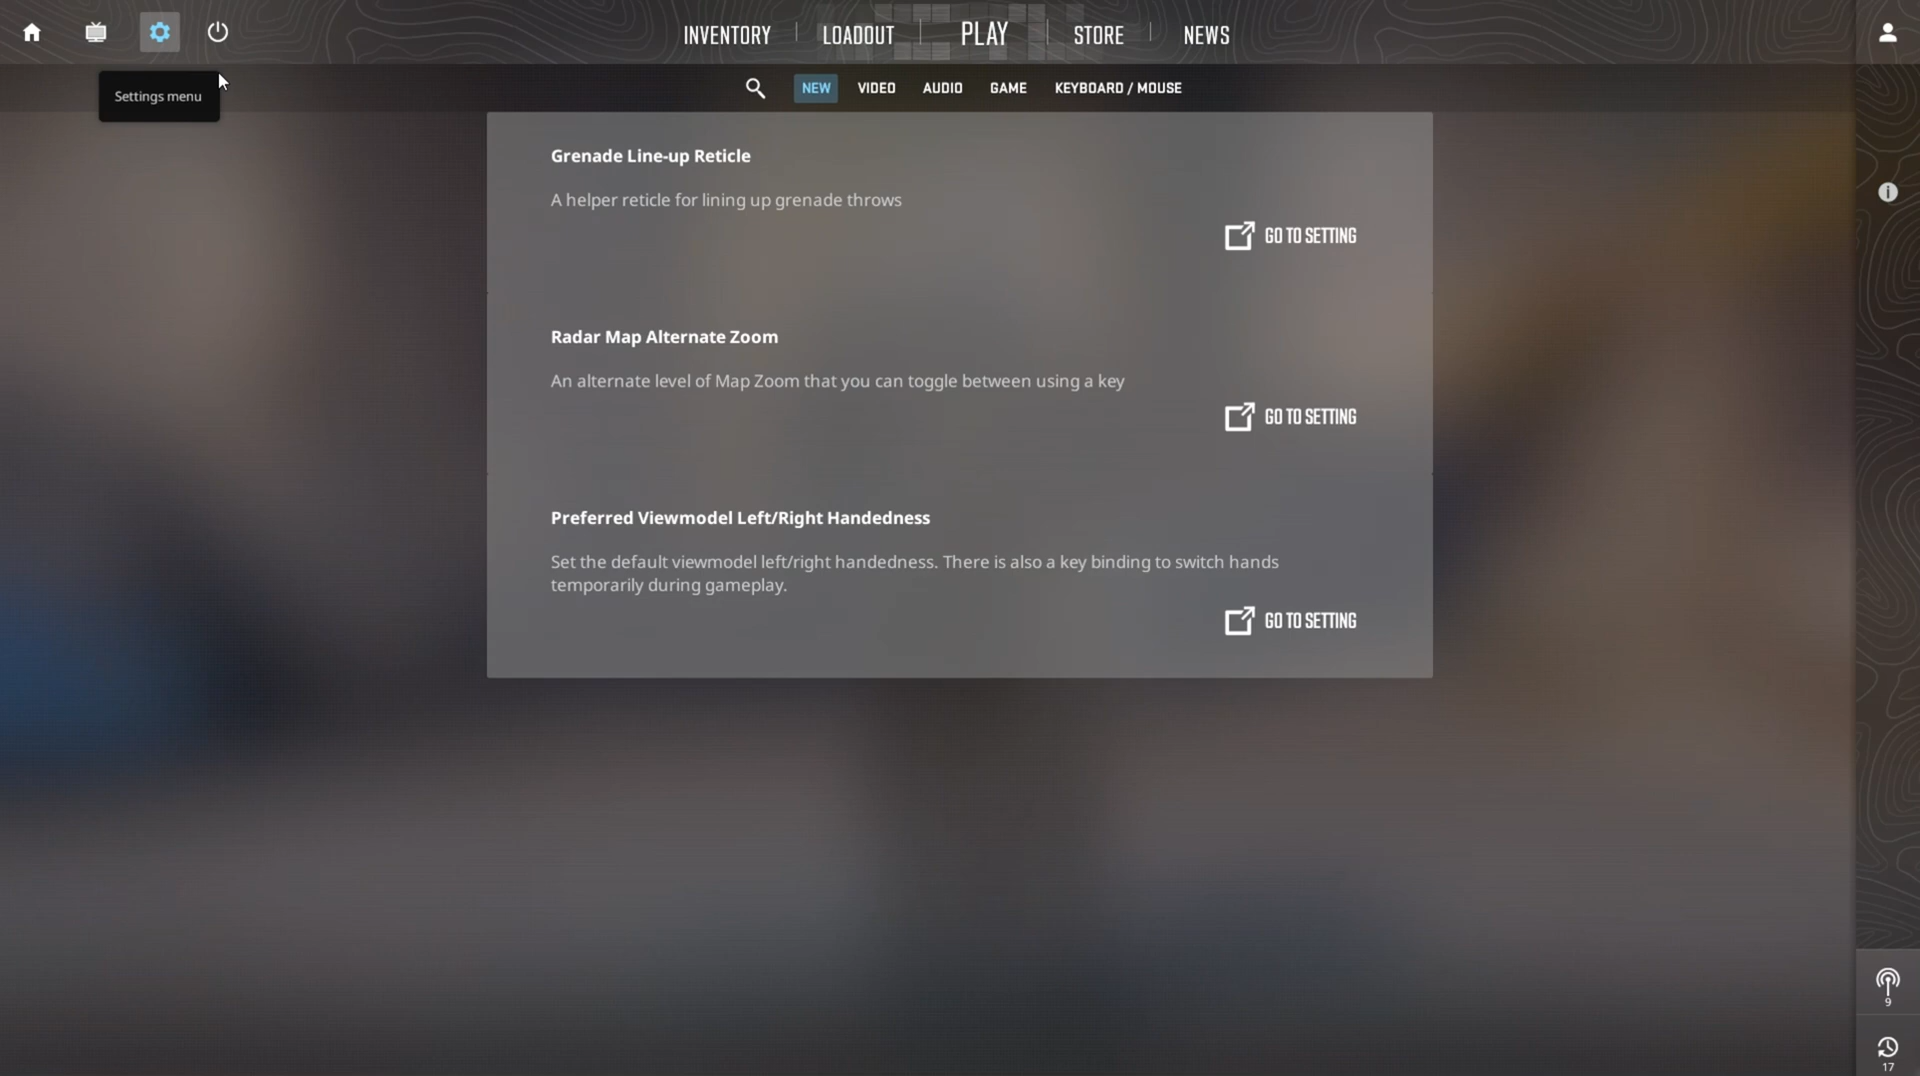 INVENTORY LOADOUT PLAY STORE NEWS
Settings menu
NEW VIDEO AUDIO GAME KEYBOARD / MOUSE
Grenade Line-up Reticle
A helper reticle for lining up grenade throws
GO TO SETTING
Radar Map Alternate Zoom
An alternate level of Map Zoom that you can toggle between using a key
GO TO SETTING
Preferred Viewmodel Left/Right Handedness
Set the default viewmodel left/right handedness. There is also a key binding to switch hands
temporarily during gameplay.
GO TO SETTING
9
17